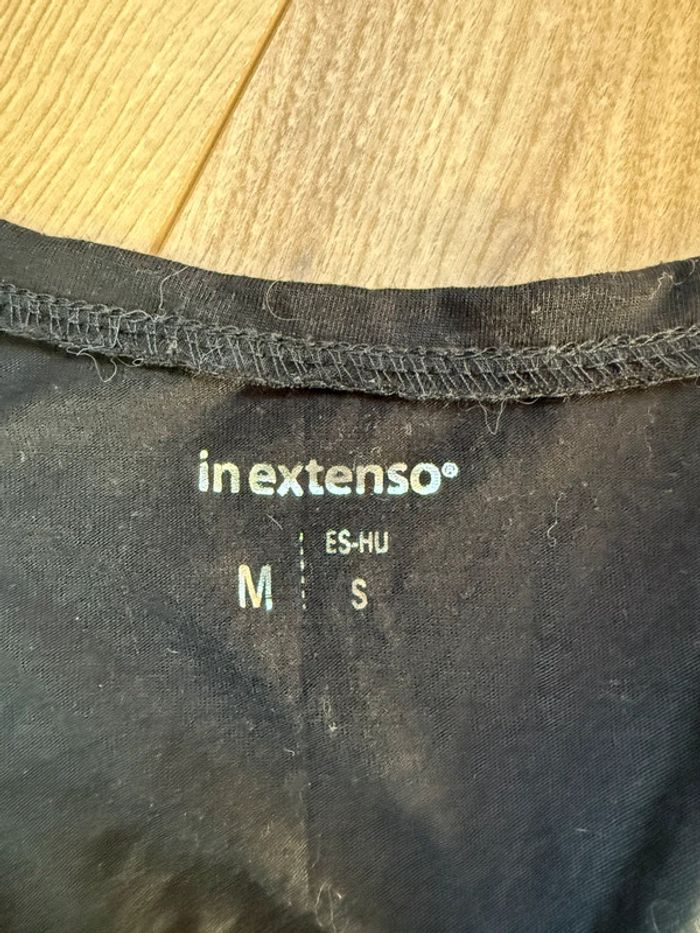 in extenso®
ES-HU
M S